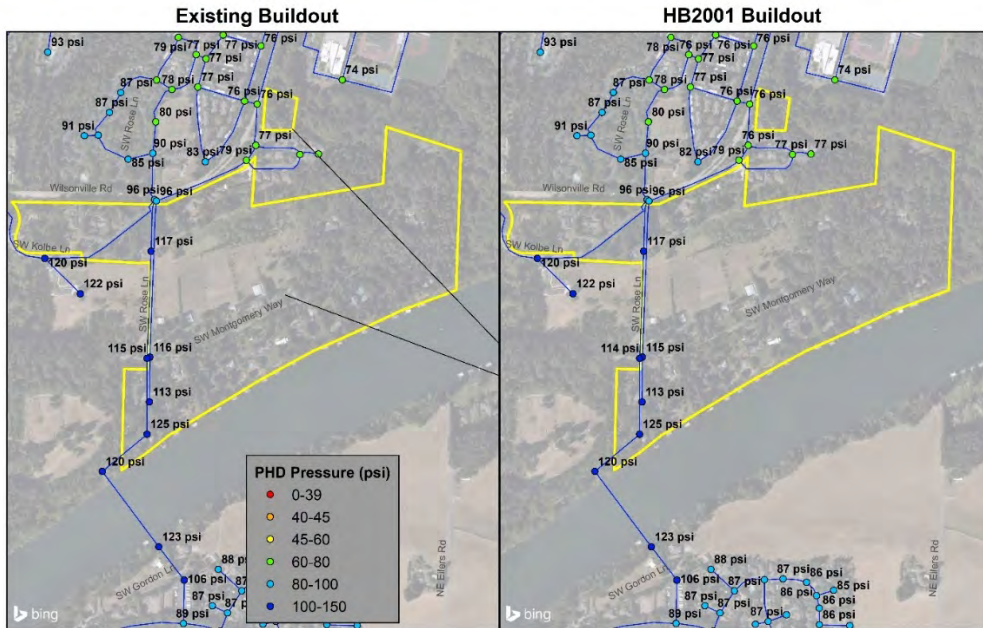 Existing Buildout
93 psi
79 psi
77 psi
77 psi
76 psi
77 psi
74 psi
87 psi
78 psi
77 psi
87 psi
SW Rose Ln
80 psi
76 psi
76 psi
91 psi
90 psi
77 psi
85 psi
83 psi
79 psi
77 psi
77 psi
Wilsonville Rd
96 psi
96 psi
SW Kolbe Ln
117 psi
120 psi
122 psi
SW Rose Ln
SW Montgomery Way
115 psi
116 psi
113 psi
125 psi
120 psi
PHD Pressure (psi)
0-39
40-45
45-60
60-80
80-100
100-150
123 psi
88 psi
SW Gordon Ln
106 psi
87
87 psi
87 psi
89 psi
NE Eilers Rd
bing
HB2001 Buildout
93 psi
78 psi
76 psi
77 psi
76 psi
74 psi
87 psi
78 psi
77 psi
87 psi
SW Rose Ln
80 psi
76 psi
76 psi
91 psi
90 psi
76 psi
85 psi
82 psi
79 psi
77 psi
77 psi
Wilsonville Rd
96 psi
96 psi
SW Kolbe Ln
117 psi
120 psi
122 psi
SW Rose Ln
SW Montgomery Way
114 psi
115 psi
113 psi
125 psi
120 psi
123 psi
88 psi
SW Gordon Ln
106 psi
87 psi
87 psi
86 psi
85 psi
86 psi
86 psi
87 psi
87 psi
87 psi
86 psi
89 psi
NE Eilers Rd
bing